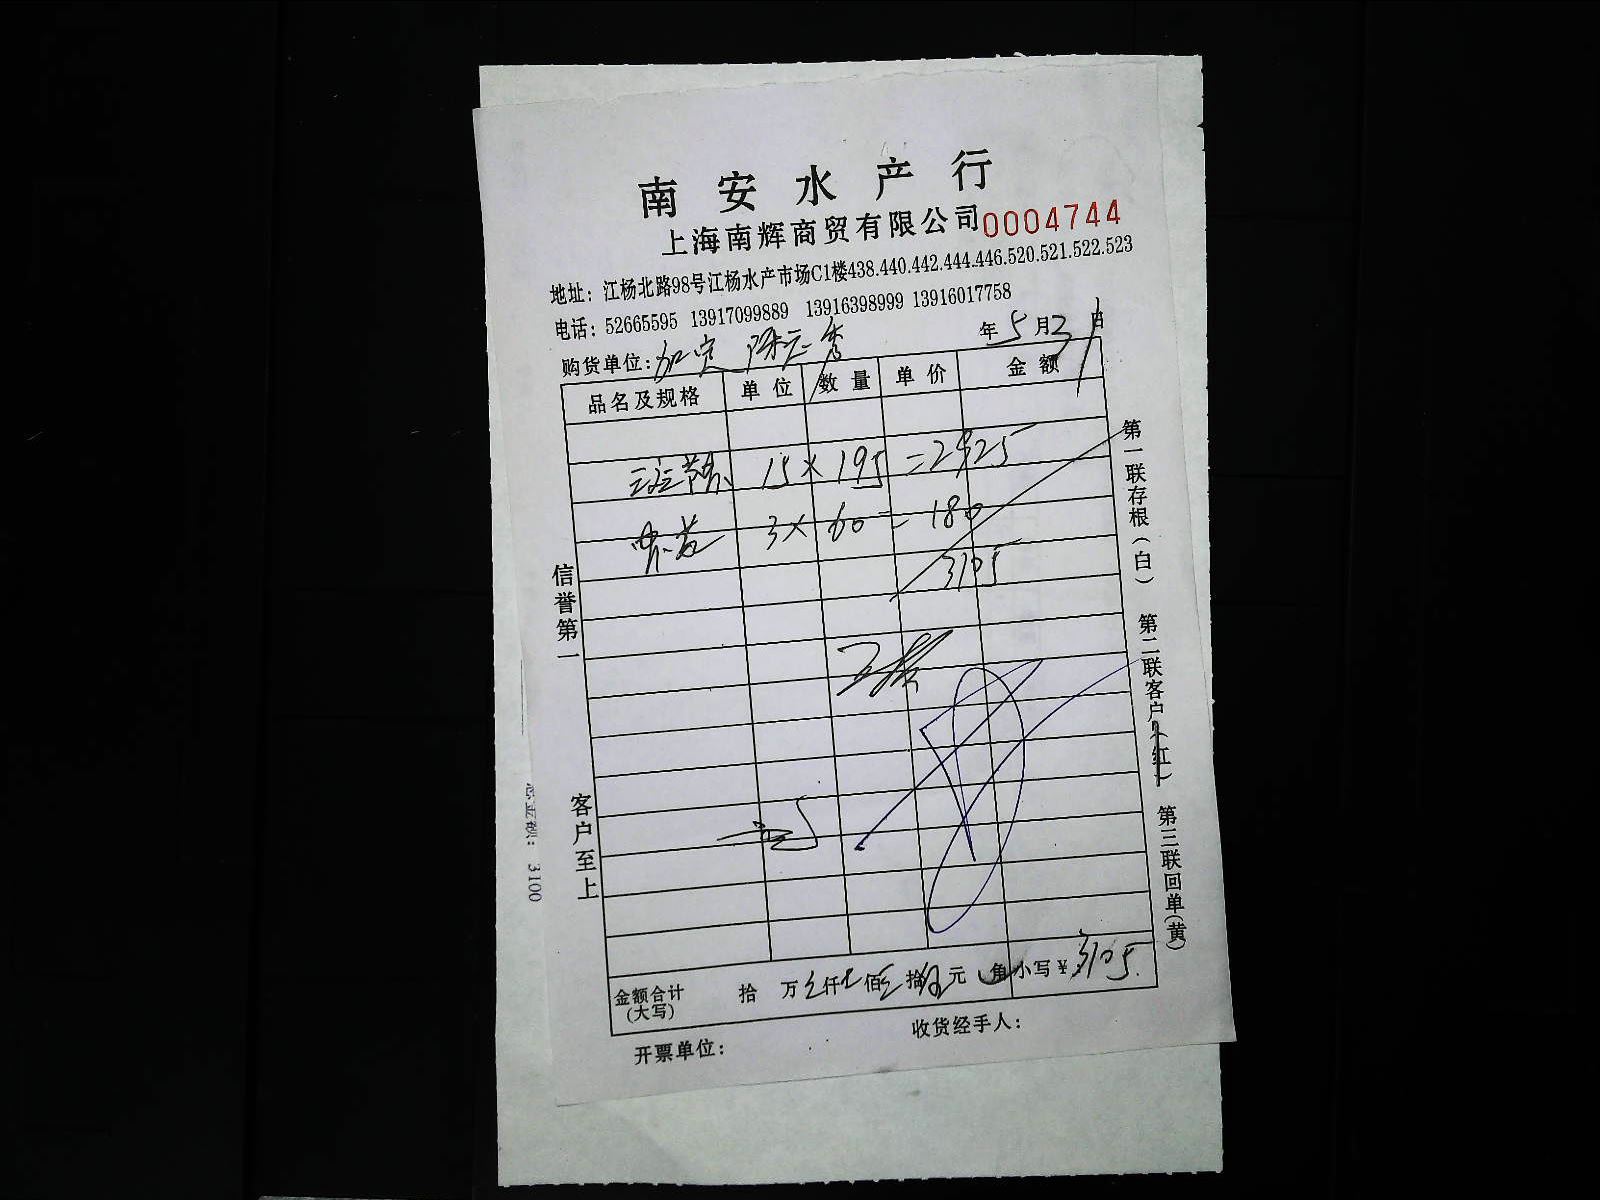 南安水产行
上海南辉商贸有限公司0004744
地址：江杨北路98号江杨水产市场C1楼438.440.442.444.446.520.521.522.523
电话：52665595 13917099889 13916398999 13916017758
年5月31日
购货单位：
品名及规格 单位 数量 单价 金额
15×195=2925
3×60=180
3105
金额合计 拾 万 仟 佰 拾 元 角 小写￥3105
(大写)
开票单位：
收货经手人：
信誉第一
客户至上
第一联存根（白）
第二联客户（红）
第三联回单（黄）
总金额：3100